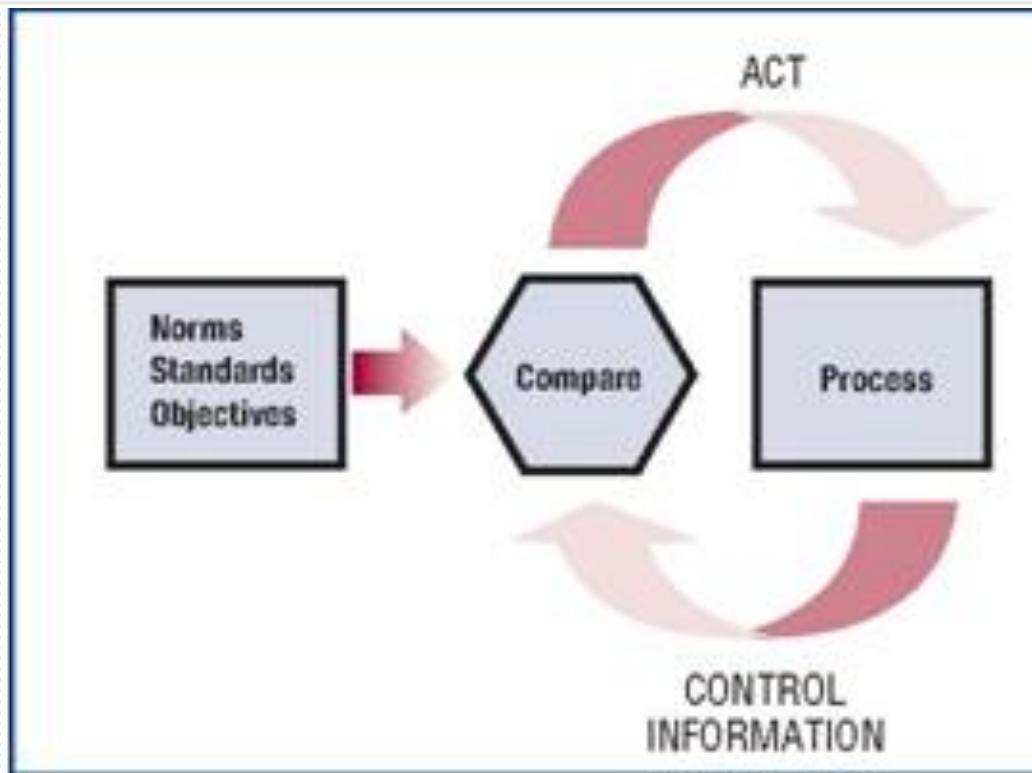 ACT
Norms
Standards
Objectives
Compare
Process
CONTROL
INFORMATION